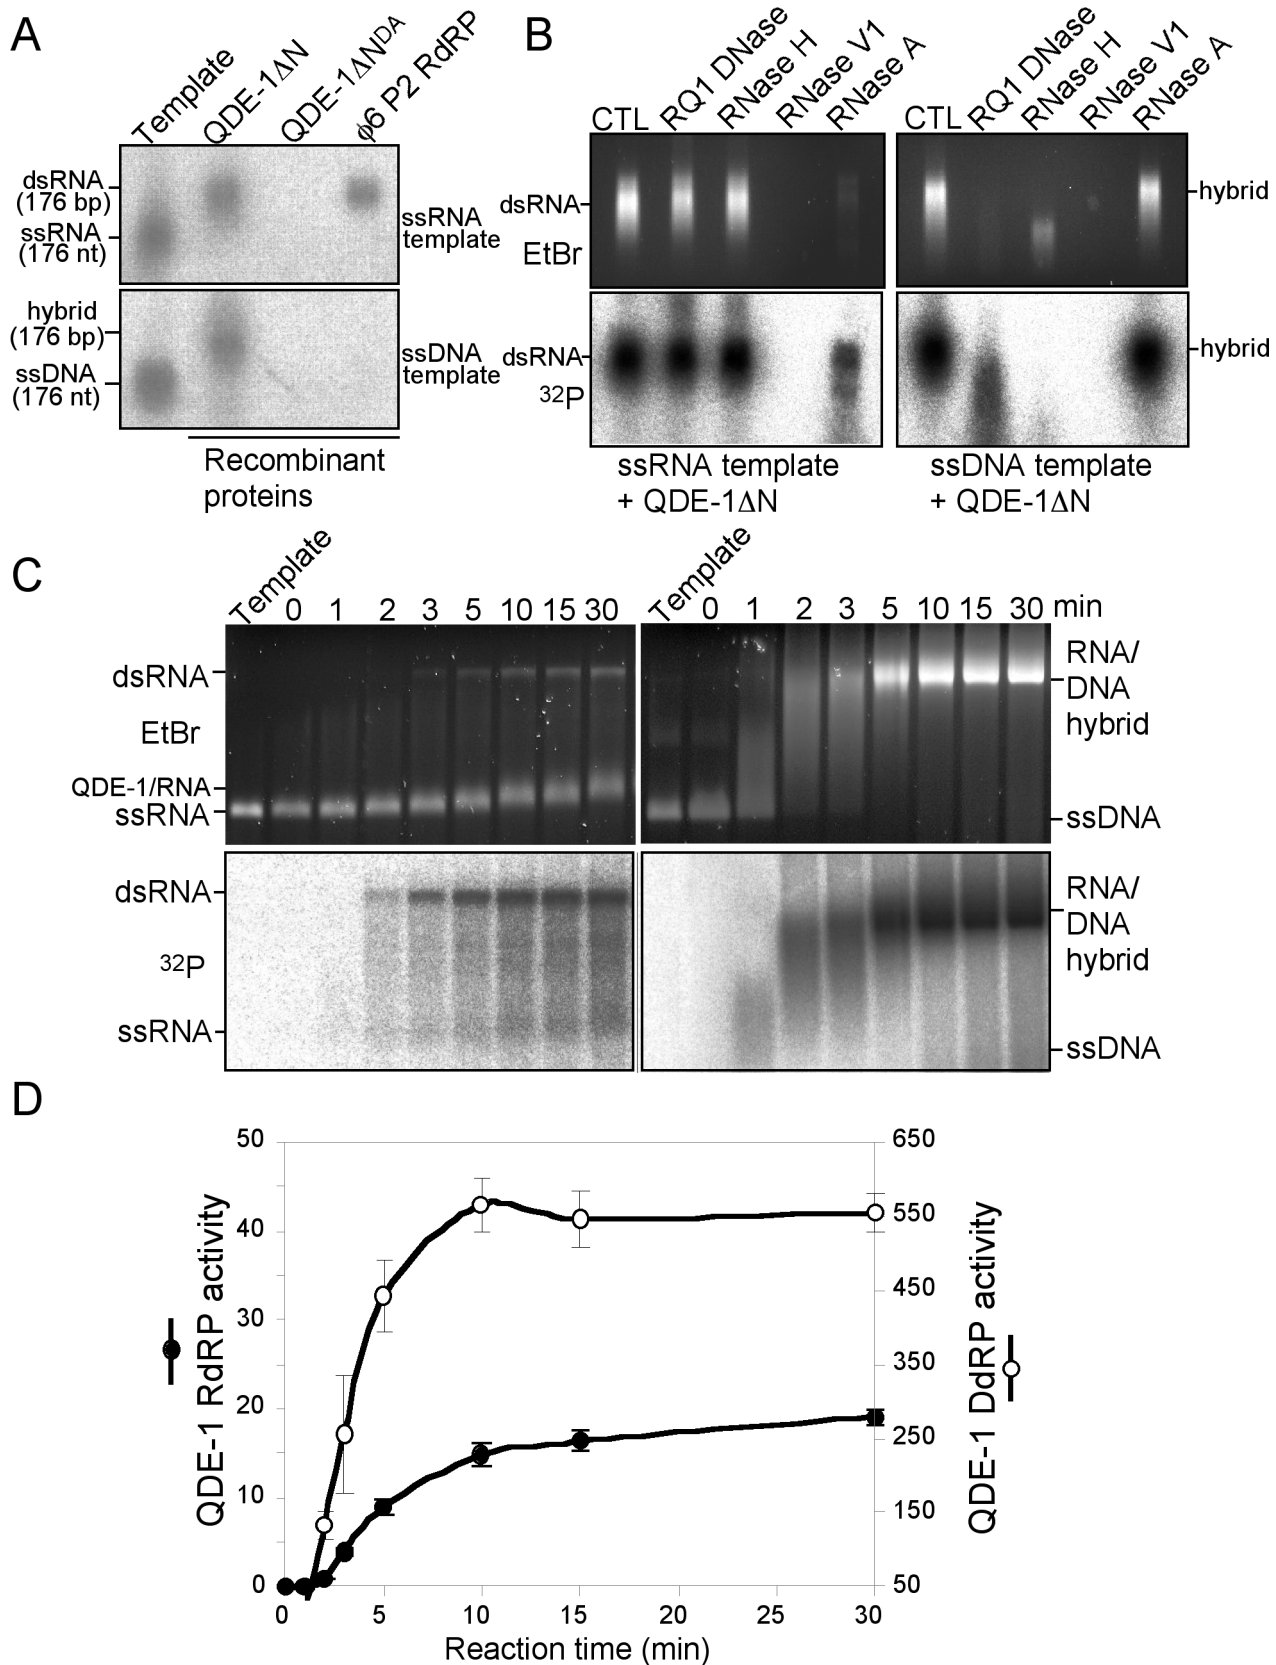 A
Template
QDE-1ΔN
QDE-1ΔN^DA
ϕ6 P2 RdRP
dsRNA
(176 bp)
ssRNA
(176 nt)
ssRNA
template
hybrid
(176 bp)
ssDNA
(176 nt)
ssDNA
template
Recombinant
proteins
B
CTL
RQ1 DNase
RNase H
RNase V1
RNase A
CTL
RQ1 DNase
RNase H
RNase V1
RNase A
dsRNA
EtBr
hybrid
dsRNA
32P
hybrid
ssRNA template
+ QDE-1ΔN
ssDNA template
+ QDE-1ΔN
C
Template 0 1 2 3 5 10 15 30
Template 0 1 2 3 5 10 15 30 min
dsRNA
EtBr
QDE-1/RNA
ssRNA
RNA/
DNA
hybrid
ssDNA
dsRNA
32P
ssRNA
RNA/
DNA
hybrid
ssDNA
D
QDE-1 RdRP activity
50
40
30
20
10
0
650
550
450
350
250
150
50
QDE-1 DdRP activity
0 5 10 15 20 25 30
Reaction time (min)